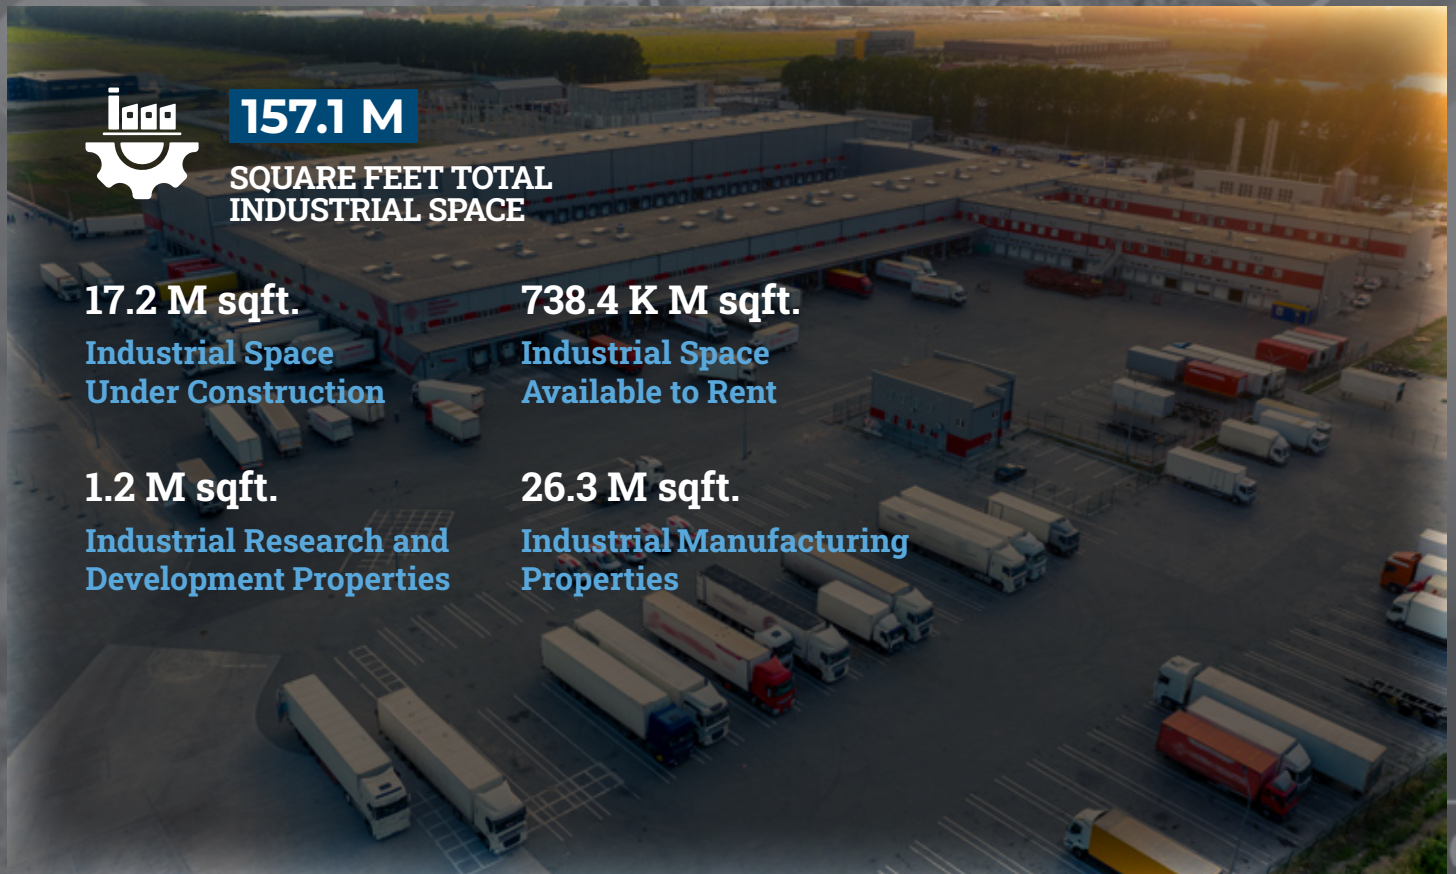 157.1 M
SQUARE FEET TOTAL
INDUSTRIAL SPACE
17.2 M sqft.
Industrial Space
Under Construction
738.4 K M sqft.
Industrial Space
Available to Rent
1.2 M sqft.
Industrial Research and
Development Properties
26.3 M sqft.
Industrial Manufacturing
Properties